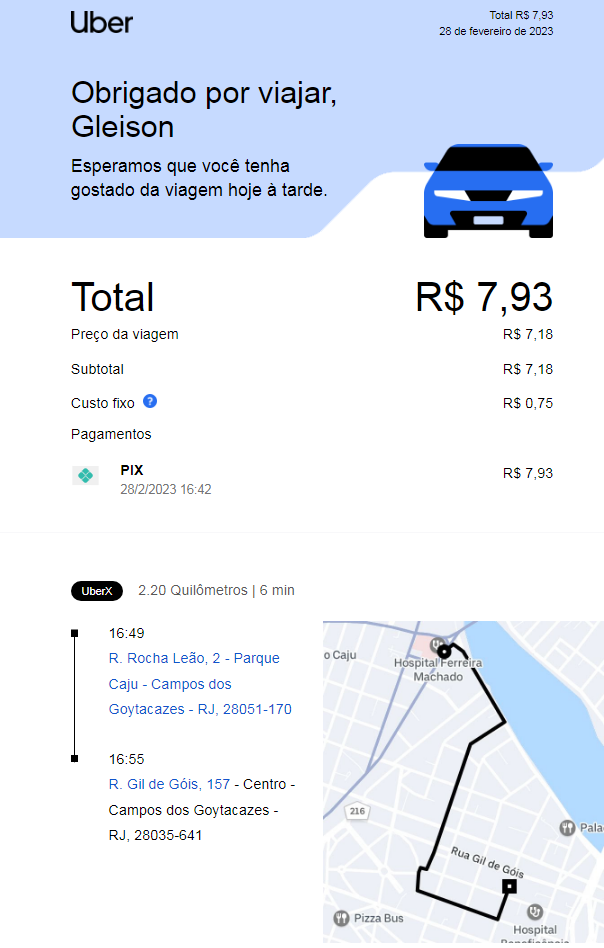 Uber
Total R$ 7,93
28 de fevereiro de 2023
Obrigado por viajar,
Gleison
Esperamos que você tenha
gostado da viagem hoje à tarde.
Total R$ 7,93
Preço da viagem R$ 7,18
Subtotal R$ 7,18
Custo fixo ? R$ 0,75
Pagamentos
PIX R$ 7,93
28/2/2023 16:42
UberX 2.20 Quilômetros | 6 min
16:49
R. Rocha Leão, 2 - Parque
Caju - Campos dos
Goytacazes - RJ, 28051-170
16:55
R. Gil de Góis, 157 - Centro -
Campos dos Goytacazes -
RJ, 28035-641
o Caju
Hospital Ferreira
Machado
216
Pala
Rua Gil de Góis
Pizza Bus
Hospital